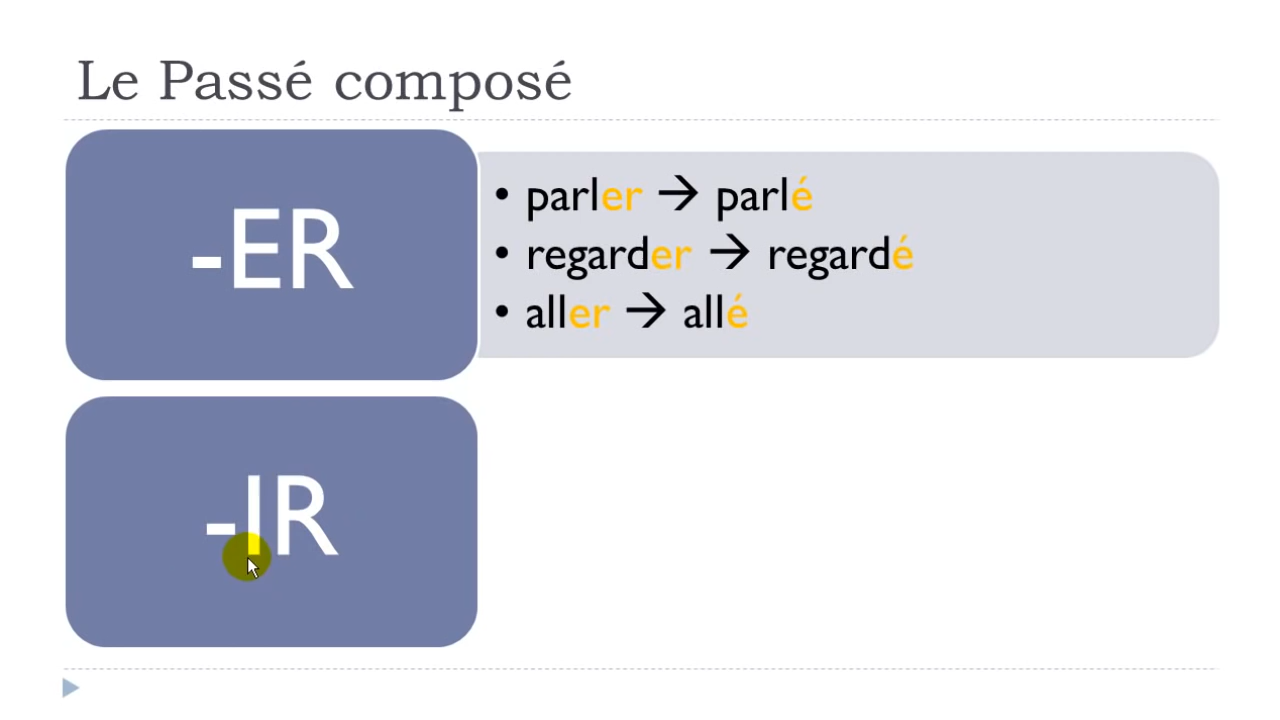 Le Passé composé
-ER
• parler → parlé
• regarder → regardé
• aller → allé
-IR